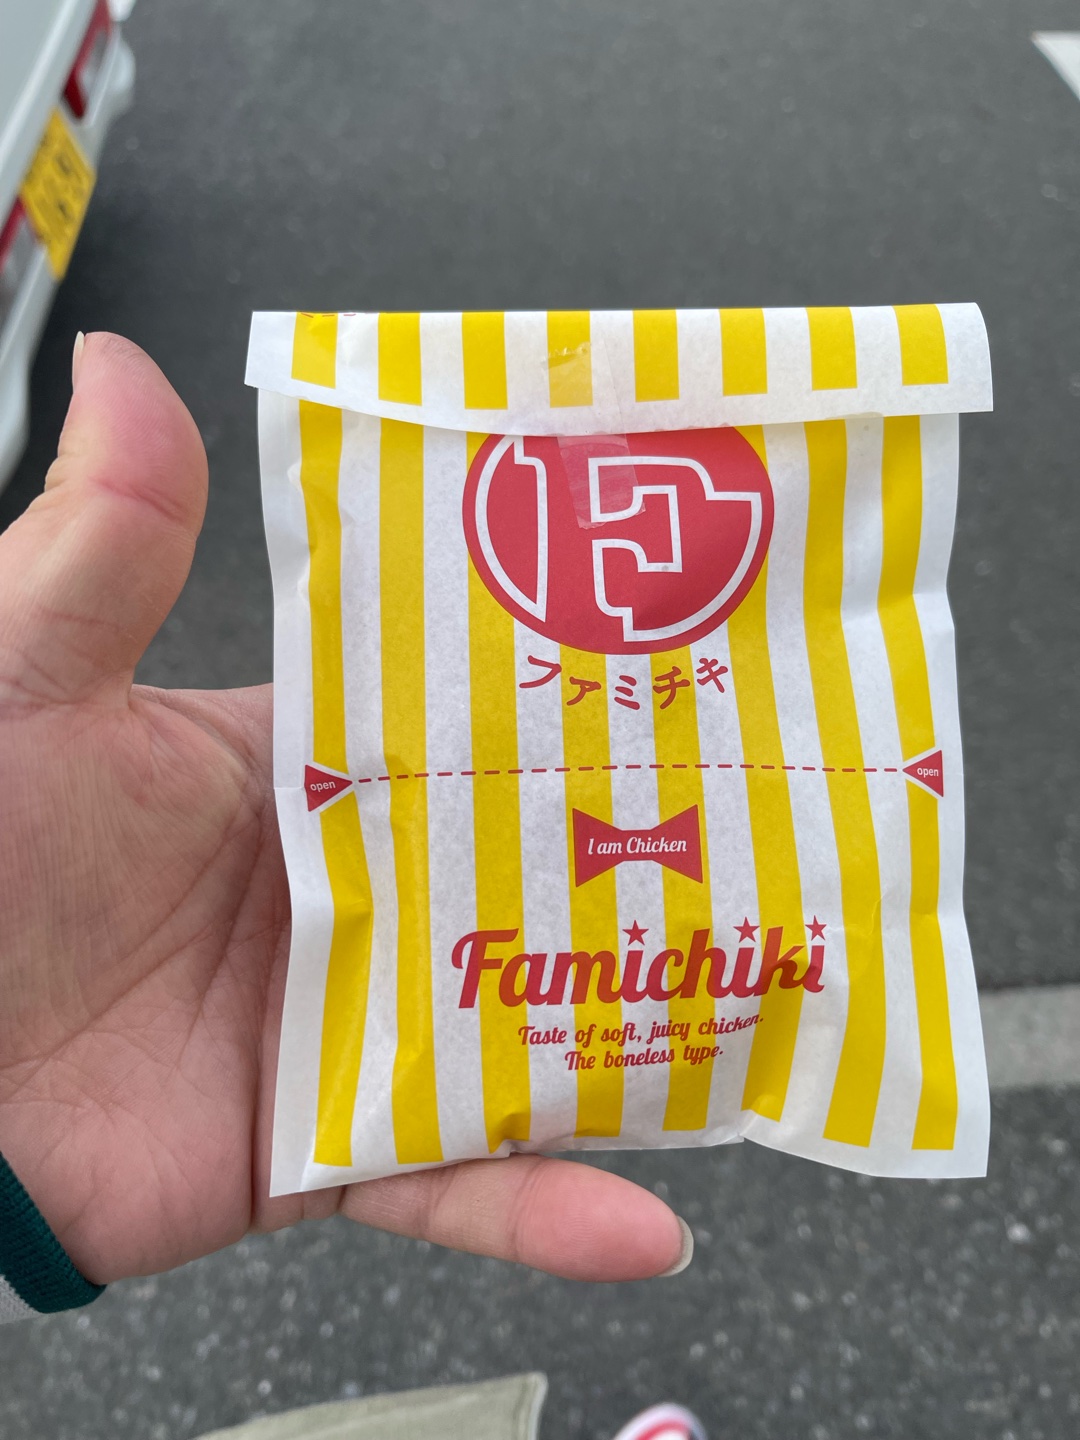 F
ファミチキ
open
open
I am Chicken
Famichiki
Taste of soft, juicy chicken.
The boneless type.